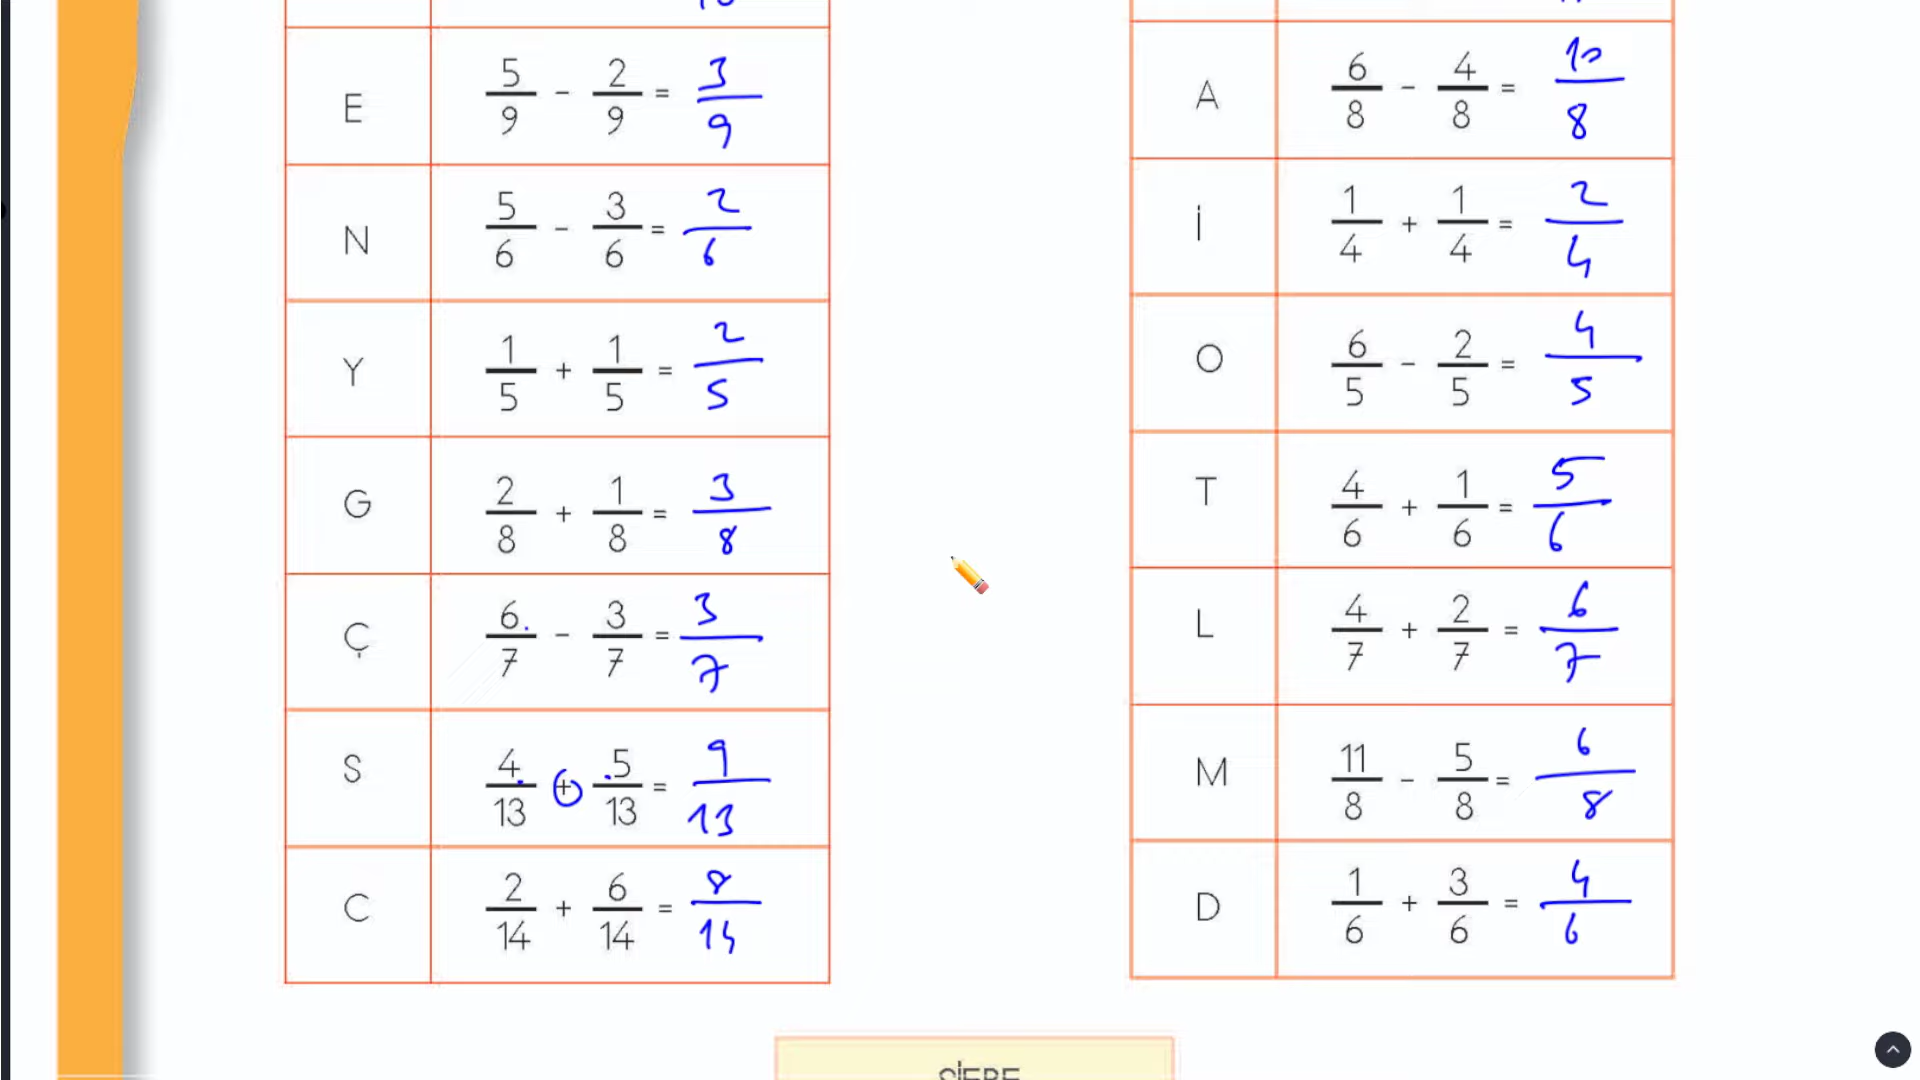 E 5/9 - 2/9 = 3/9
N 5/6 - 3/6 = 2/6
Y 1/5 + 1/5 = 2/5
G 2/8 + 1/8 = 3/8
Ç 6/7 - 3/7 = 3/7
S 4/13 + 5/13 = 9/13
C 2/14 + 6/14 = 8/14
A 6/8 - 4/8 = 10/8
İ 1/4 + 1/4 = 2/4
O 6/5 - 2/5 = 4/5
T 4/6 + 1/6 = 5/6
L 4/7 + 2/7 = 6/7
M 11/8 - 5/8 = 6/8
D 1/6 + 3/6 = 4/6